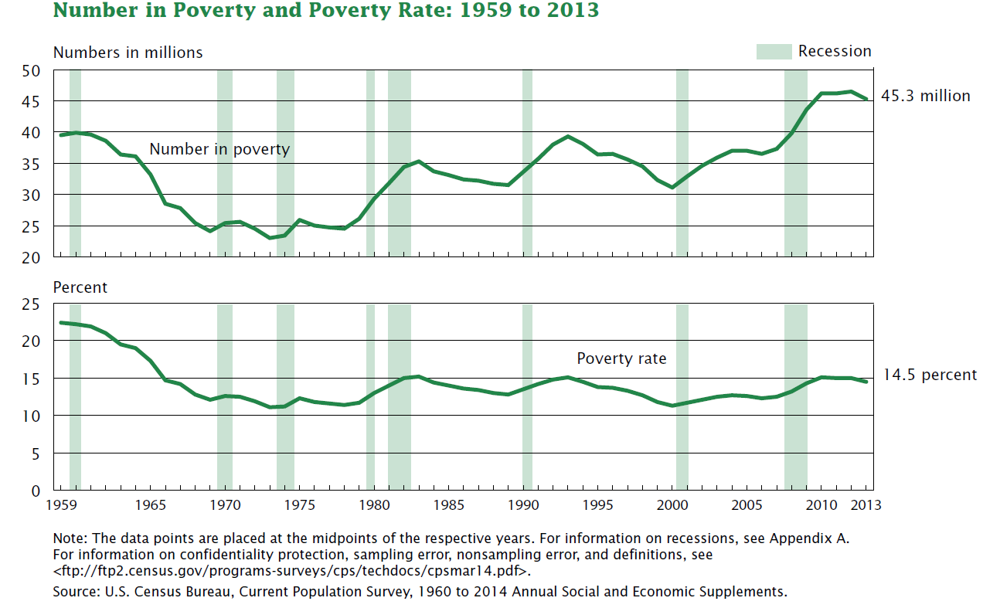 Number in Poverty and Poverty Rate: 1959 to 2013
Numbers in millions
Recession
50
45
40
35
30
25
20
45.3 million
Number in poverty
Percent
25
20
15
10
5
0
Poverty rate
14.5 percent
1959 1965 1970 1975 1980 1985 1990 1995 2000 2005 2010 2013
Note: The data points are placed at the midpoints of the respective years. For information on recessions, see Appendix A.
For information on confidentiality protection, sampling error, nonsampling error, and definitions, see
<ftp://ftp2.census.gov/programs-surveys/cps/techdocs/cpsmar14.pdf>.
Source: U.S. Census Bureau, Current Population Survey, 1960 to 2014 Annual Social and Economic Supplements.